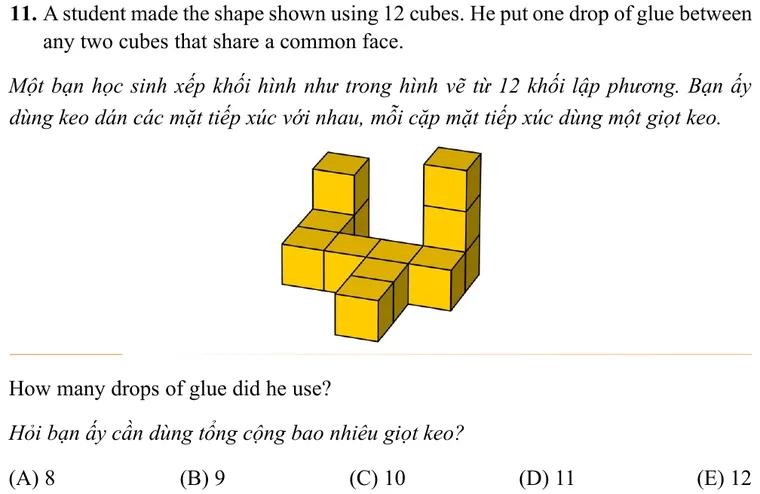 11. A student made the shape shown using 12 cubes. He put one drop of glue between
any two cubes that share a common face.
Một bạn học sinh xếp khối hình như trong hình vẽ từ 12 khối lập phương. Bạn ấy
dùng keo dán các mặt tiếp xúc với nhau, mỗi cặp mặt tiếp xúc dùng một giọt keo.
How many drops of glue did he use?
Hỏi bạn ấy cần dùng tổng cộng bao nhiêu giọt keo?
(A) 8 (B) 9 (C) 10 (D) 11 (E) 12